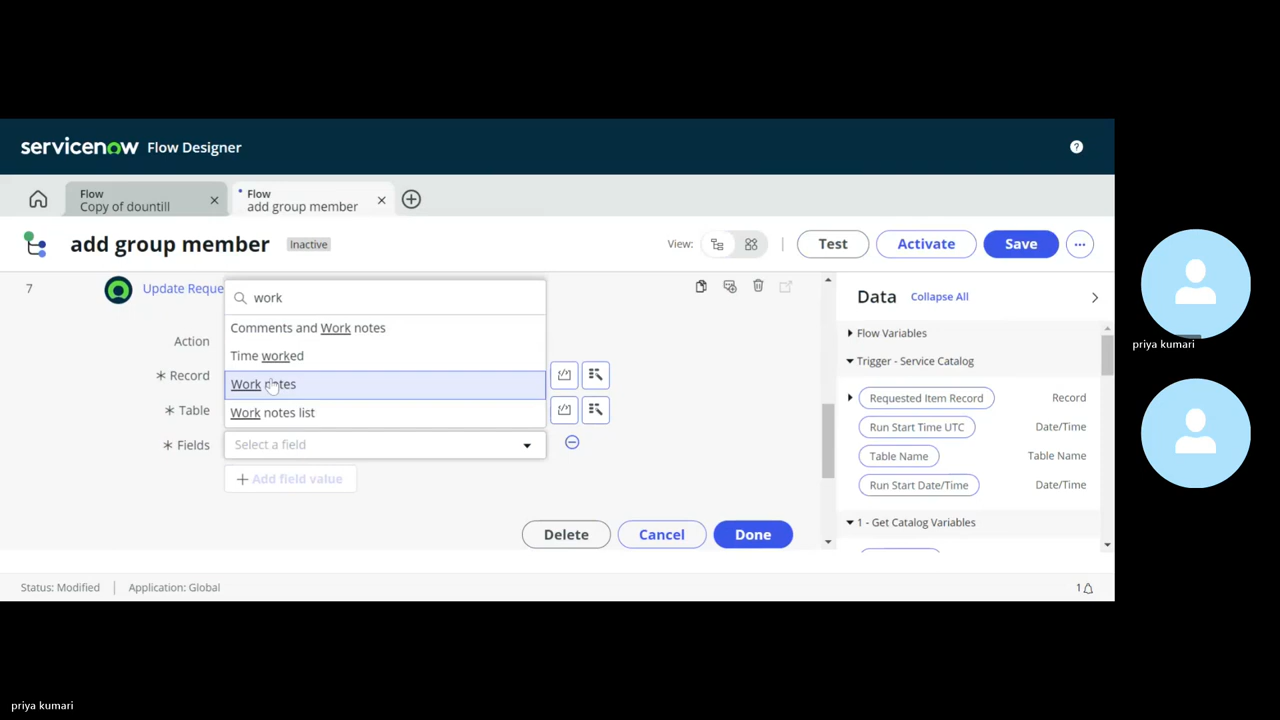 servicenow Flow Designer
?
Flow
Copy of dountill
Flow
add group member
add group member
Inactive
View:
Test
Activate
Save
7
Update Reque
work
Comments and Work notes
Time worked
Work notes
Work notes list
Action
* Record
* Table
* Fields
Select a field
+ Add field value
Delete
Cancel
Done
Data
Collapse All
Flow Variables
Trigger - Service Catalog
Requested Item Record
Record
Run Start Time UTC
Date/Time
Table Name
Table Name
Run Start Date/Time
Date/Time
1 - Get Catalog Variables
Status: Modified
Application: Global
1
priya kumari
priya kumari